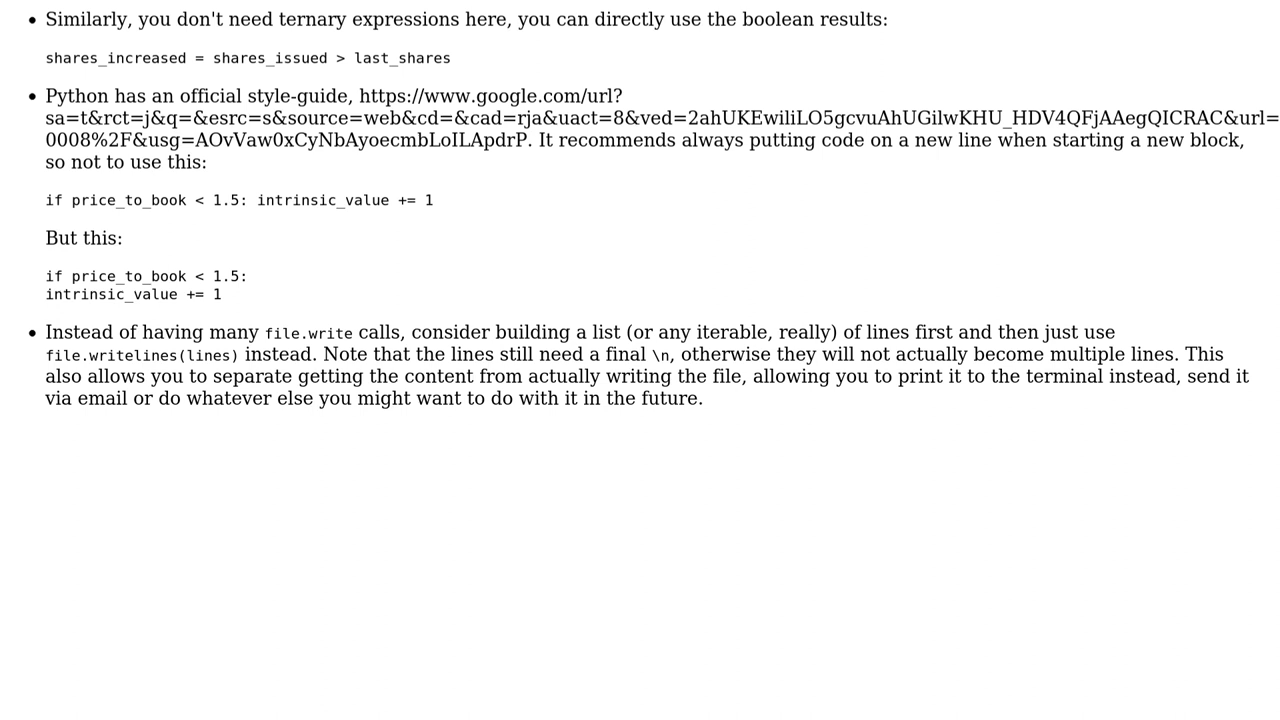 Similarly, you don't need ternary expressions here, you can directly use the boolean results:
shares_increased = shares_issued > last_shares
Python has an official style-guide, https://www.google.com/url?
sa=t&rct=j&q=&esrc=s&source=web&cd=&cad=rja&uact=8&ved=2ahUKEwiliLO5gcvuAhUGilwKHU_HDV4QFjAAegQICRAC&url=
0008%2F&usg=AOvVaw0xCyNbAyoecmbLoILApdrP. It recommends always putting code on a new line when starting a new block,
so not to use this:
if price_to_book < 1.5: intrinsic_value += 1
But this:
if price_to_book < 1.5:
intrinsic_value += 1
Instead of having many file.write calls, consider building a list (or any iterable, really) of lines first and then just use
file.writelines(lines) instead. Note that the lines still need a final \n, otherwise they will not actually become multiple lines. This
also allows you to separate getting the content from actually writing the file, allowing you to print it to the terminal instead, send it
via email or do whatever else you might want to do with it in the future.